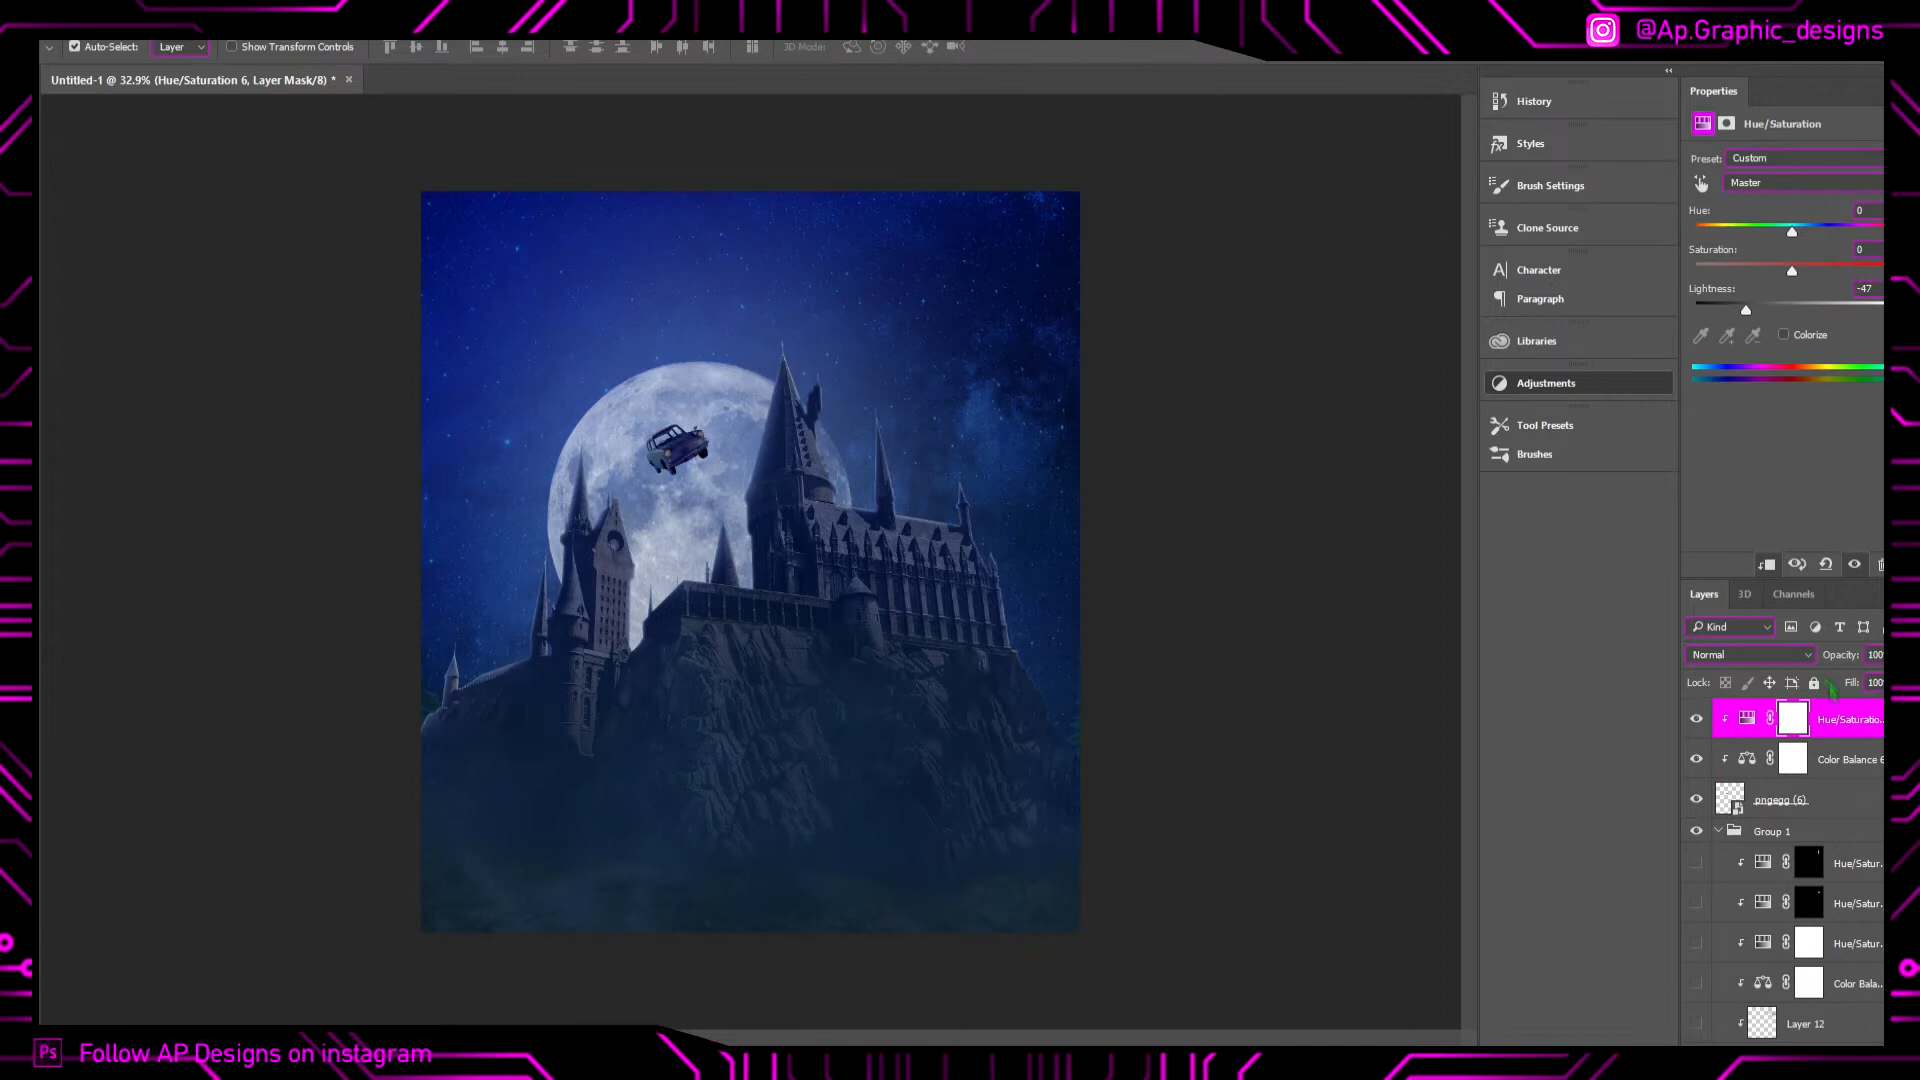 @Ap.Graphic_designs
Auto-Select: Layer Show Transform Controls 3D Mode:
Untitled-1 @ 32.9% (Hue/Saturation 6, Layer Mask/8) * ×
History
Styles
Brush Settings
Clone Source
Character
Paragraph
Libraries
Adjustments
Tool Presets
Brushes
Properties
Hue/Saturation
Preset: Custom
Master
Hue: 0
Saturation: 0
Lightness: -47
Colorize
Layers 3D Channels
Kind
Normal Opacity: 100
Lock: Fill: 100
Hue/Saturatio...
Color Balance 6
pngegg (6)
Group 1
Hue/Satur...
Hue/Satur...
Hue/Satur...
Color Bala...
Layer 12
Ps Follow AP Designs on instagram